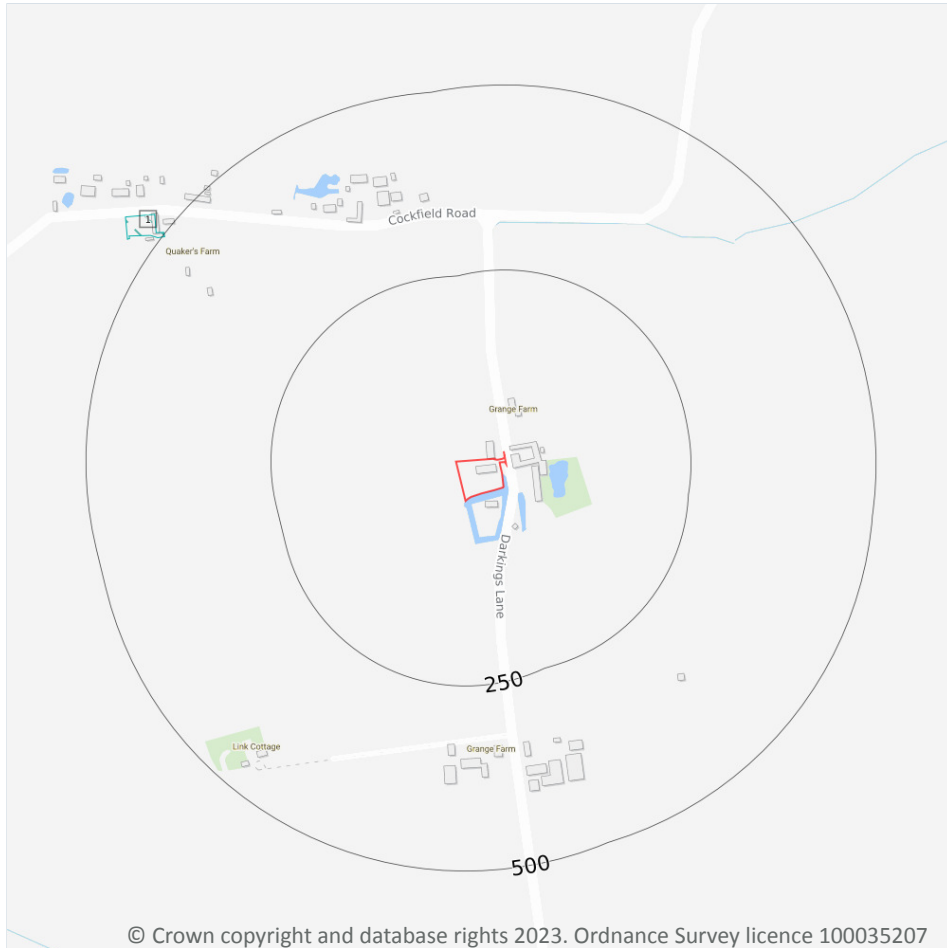 Cockfield Road
1
Quaker's Farm
Grange Farm
Darkings Lane
250
Link Cottage
Grange Farm
500
© Crown copyright and database rights 2023. Ordnance Survey licence 100035207